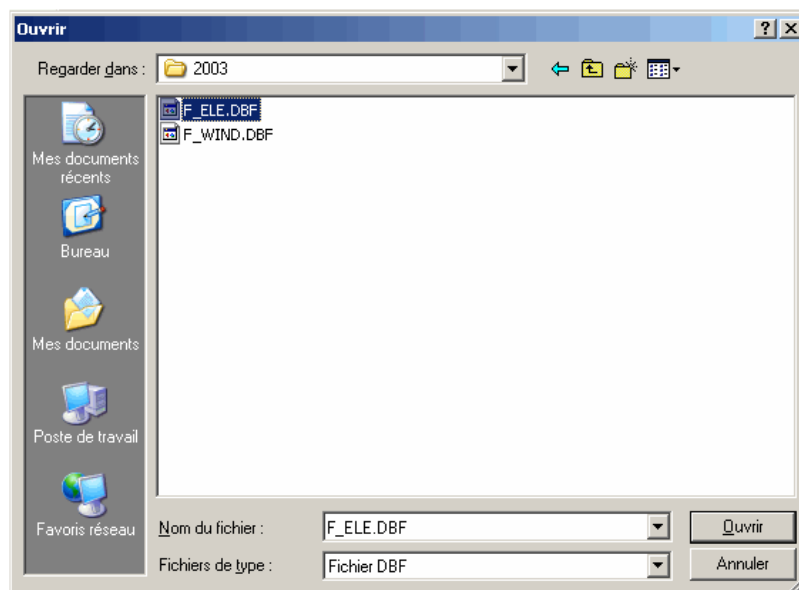 Ouvrir
Regarder dans :
2003
F_ELE.DBF
F_WIND.DBF
Mes documents
récents
Bureau
Mes documents
Poste de travail
Favoris réseau
Nom du fichier :
F_ELE.DBF
Ouvrir
Fichiers de type :
Fichier DBF
Annuler